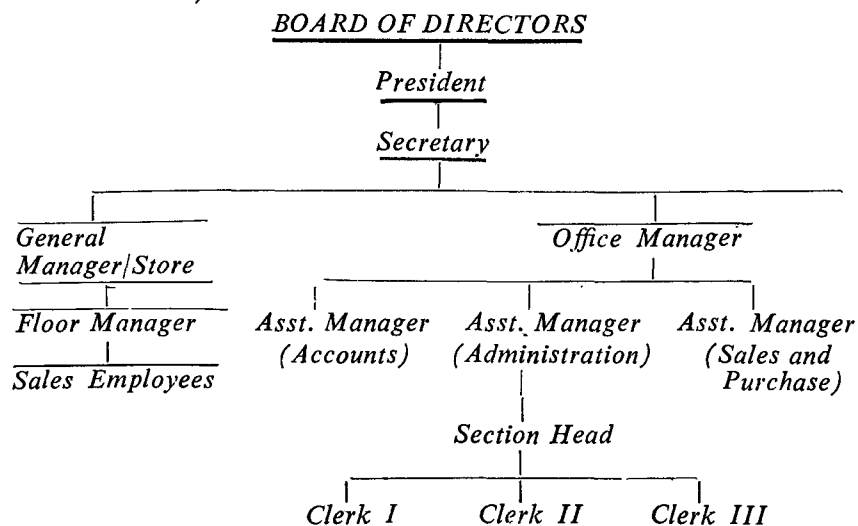 BOARD OF DIRECTORS
President
Secretary
General
Manager/Store
Office Manager
Floor Manager
Sales Employees
Asst. Manager
(Accounts)
Asst. Manager
(Administration)
Asst. Manager
(Sales and
Purchase)
Section Head
Clerk I
Clerk II
Clerk III